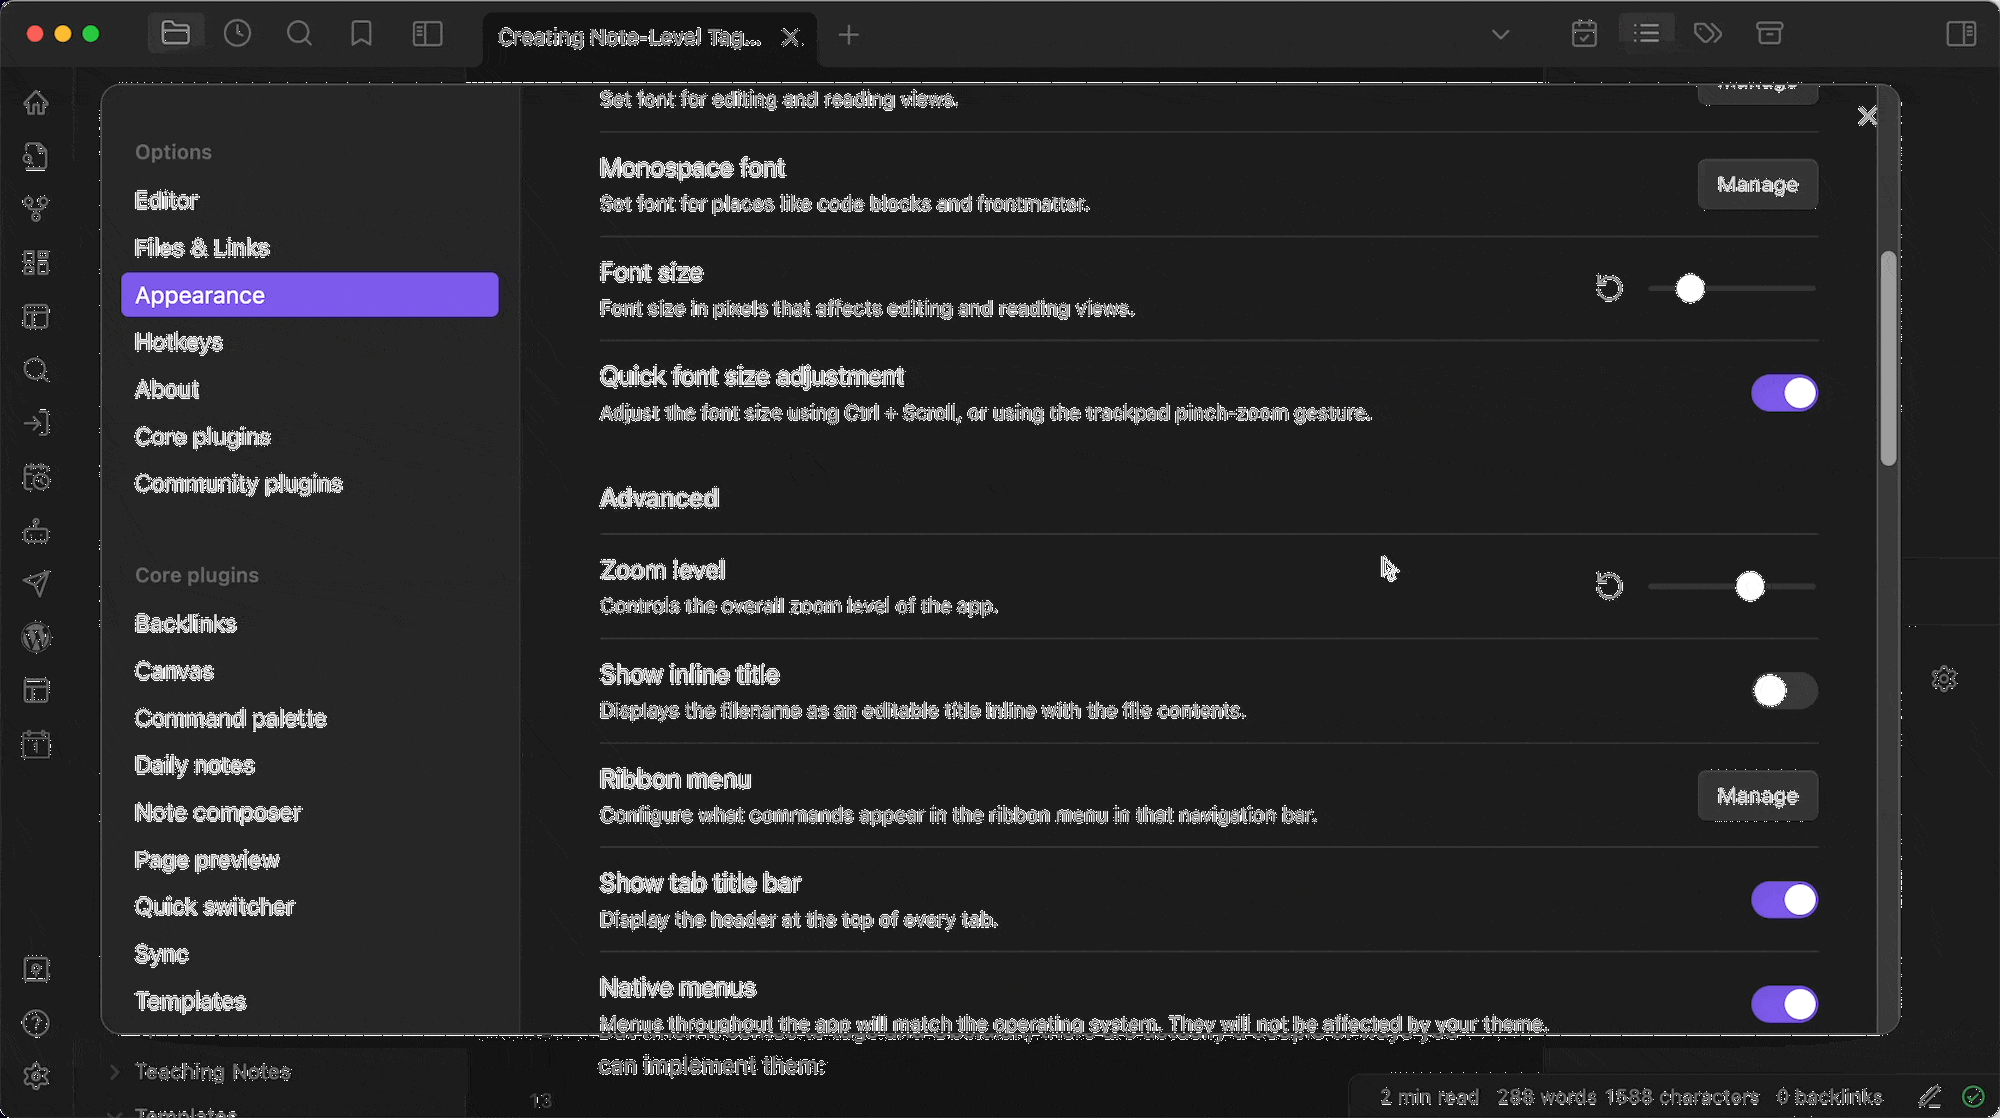 Creating Note-Level Tag...
Options
Editor
Files & Links
Appearance
Hotkeys
About
Core plugins
Community plugins
Core plugins
Backlinks
Canvas
Command palette
Daily notes
Note composer
Page preview
Quick switcher
Sync
Templates
Set font for editing and reading views.
Manage
Monospace font
Set font for places like code blocks and frontmatter.
Manage
Font size
Font size in pixels that affects editing and reading views.
Quick font size adjustment
Adjust the font size using Ctrl + Scroll, or using the trackpad pinch-zoom gesture.
Advanced
Zoom level
Controls the overall zoom level of the app.
Show inline title
Displays the filename as an editable title inline with the file contents.
Ribbon menu
Configure what commands appear in the ribbon menu in that navigation bar.
Manage
Show tab title bar
Display the header at the top of every tab.
Native menus
Menus throughout the app will match the operating system. They will not be affected by your theme.
Teaching Notes
Templates
can implement them:
13
2 min read 288 words 1588 characters 0 backlinks